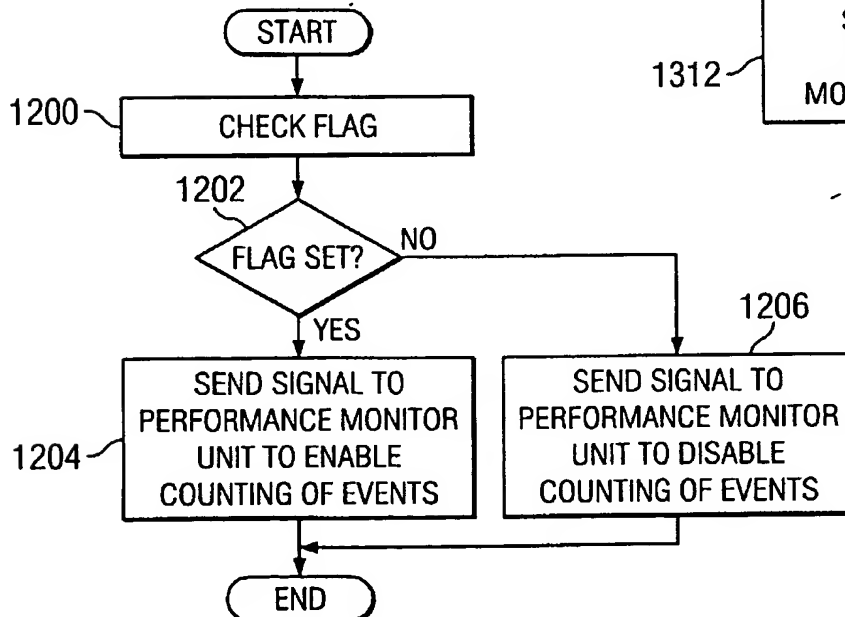 START
1200
CHECK FLAG
1202
FLAG SET?
NO
YES
1204
SEND SIGNAL TO
PERFORMANCE MONITOR
UNIT TO ENABLE
COUNTING OF EVENTS
1206
SEND SIGNAL TO
PERFORMANCE MONITOR
UNIT TO DISABLE
COUNTING OF EVENTS
END
1312
S
MO